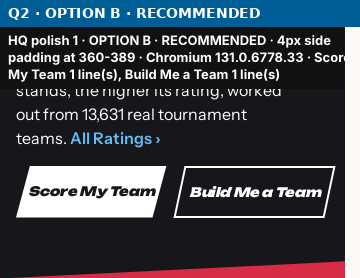 Q2 · OPTION B · RECOMMENDED
HQ polish 1 · OPTION B · RECOMMENDED · 4px side
padding at 360-389 · Chromium 131.0.6778.33 · Score
My Team 1 line(s), Build Me a Team 1 line(s)
stands, the higher its rating, worked
out from 13,631 real tournament
teams. All Ratings ›
Score My Team
Build Me a Team